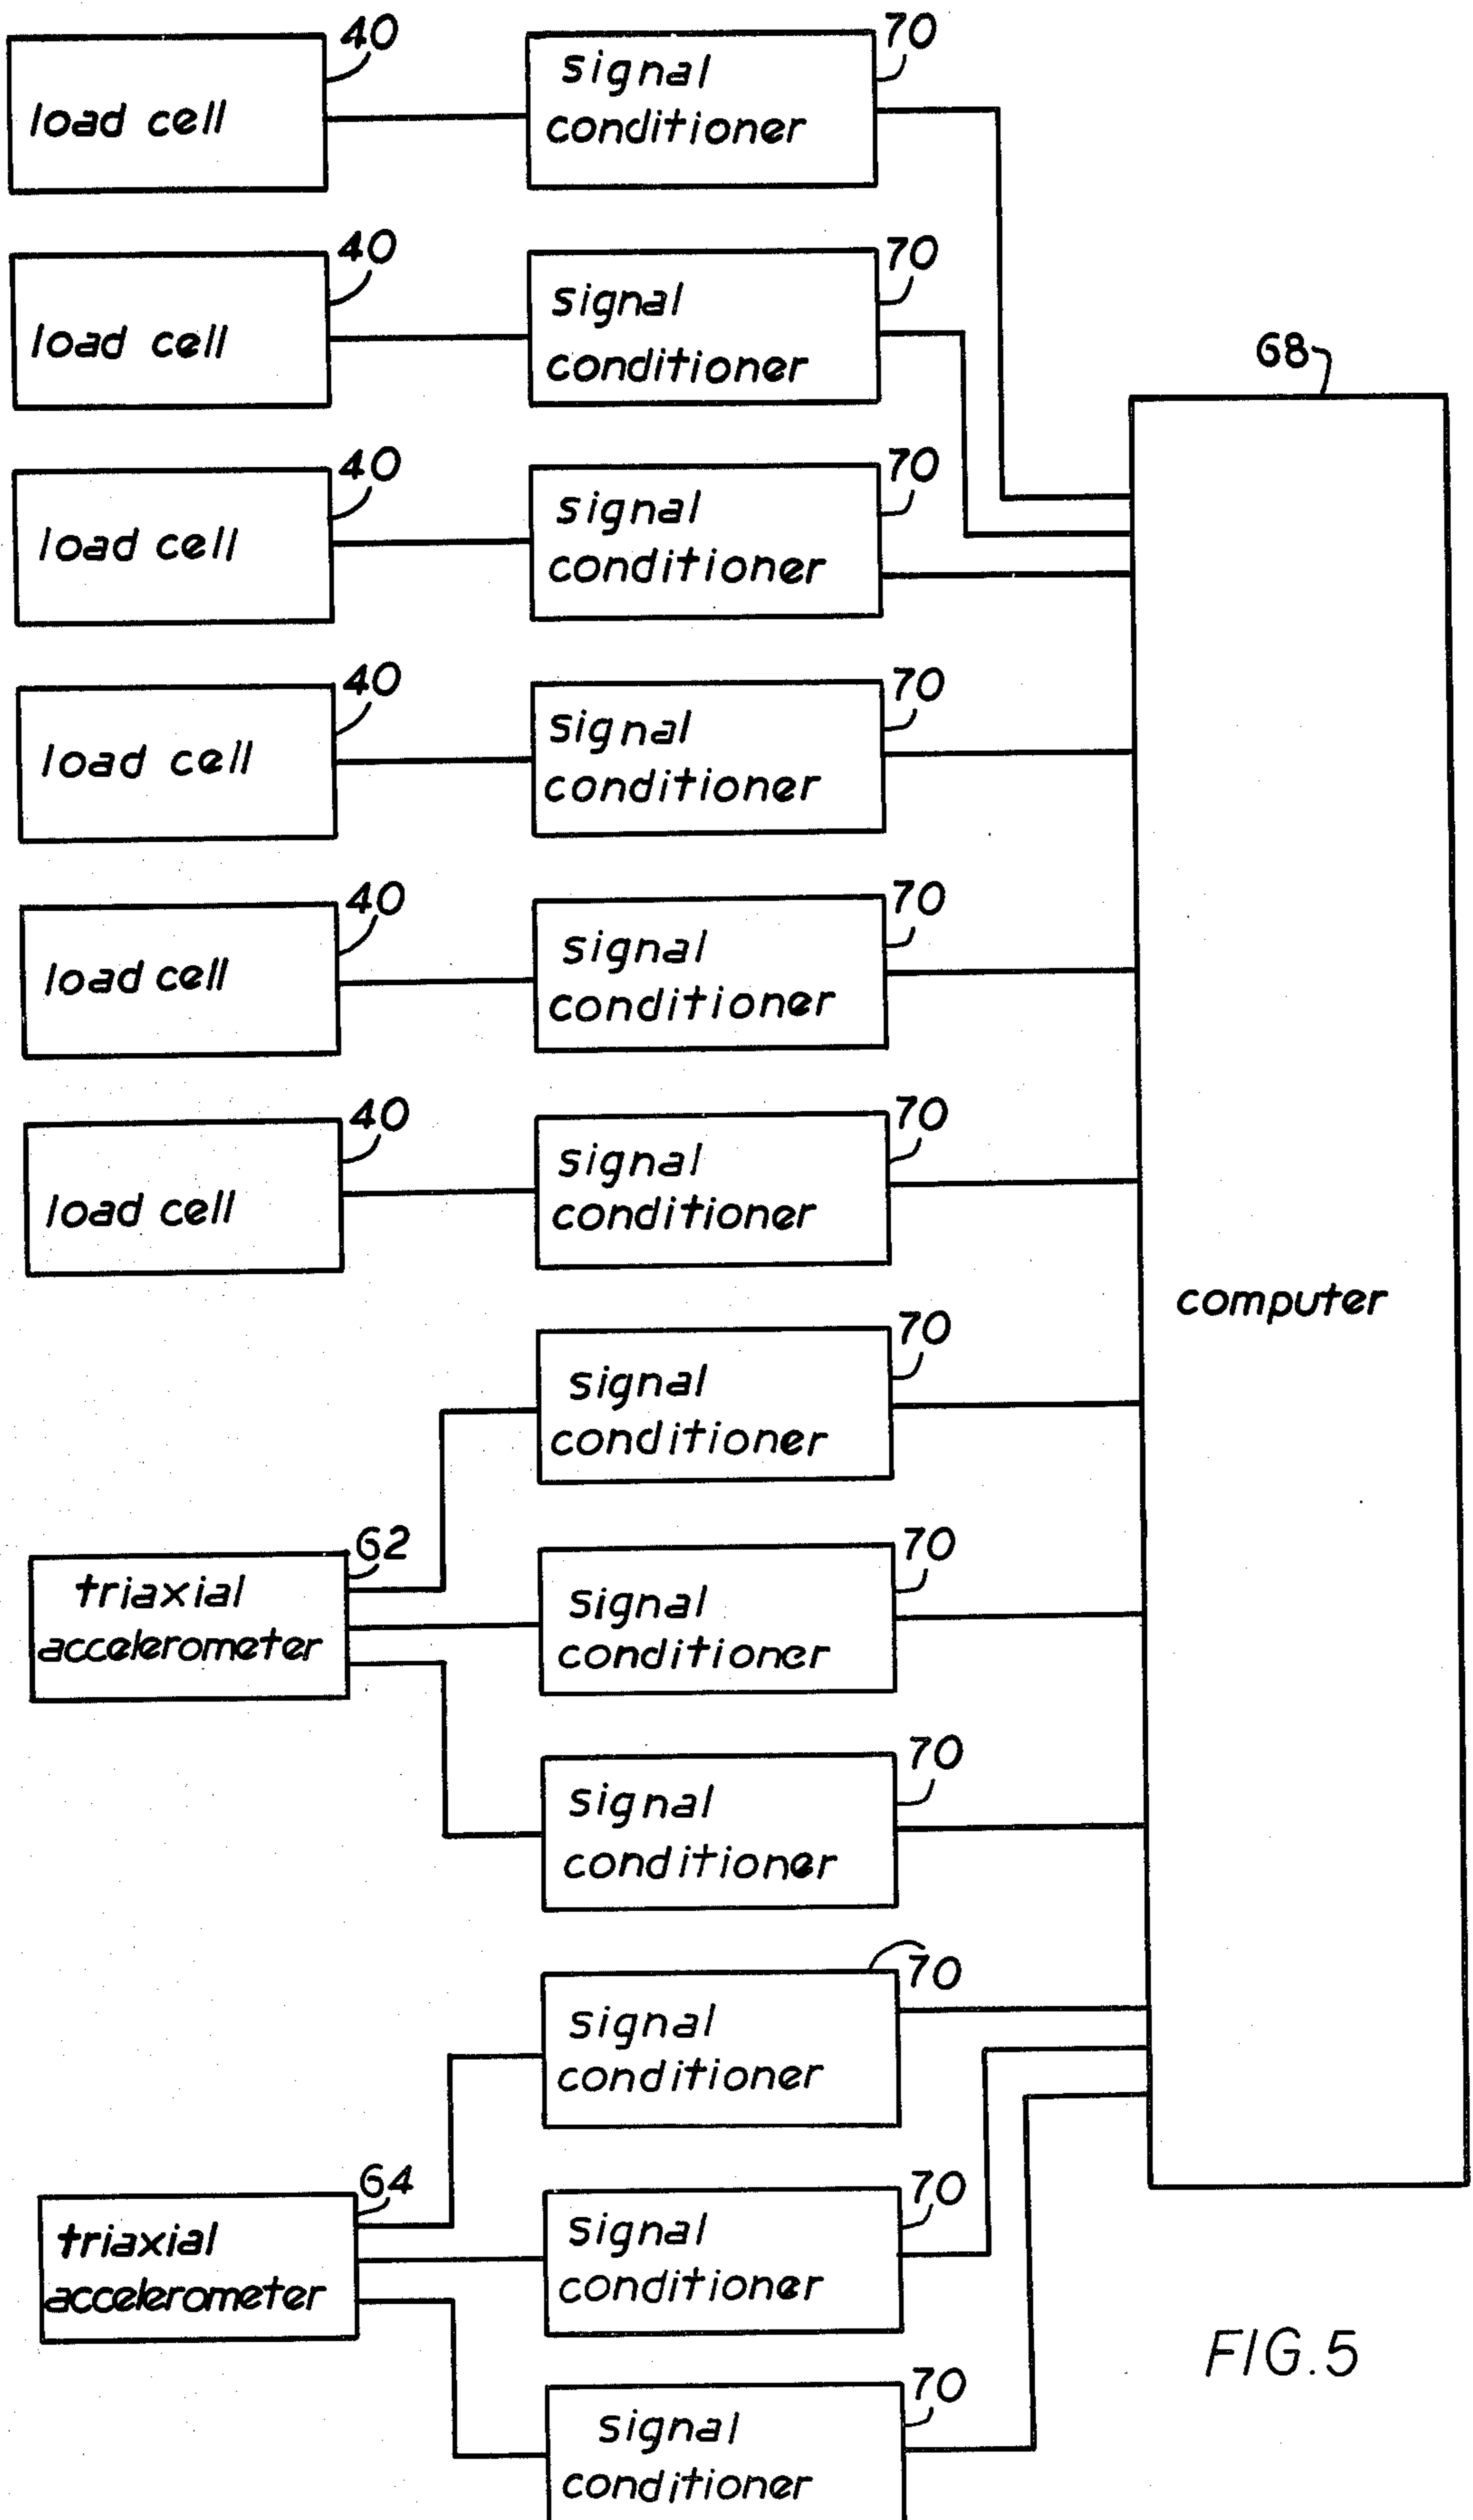 40
70
load cell
signal
conditioner
40
70
load cell
signal
conditioner
68
40
70
load cell
signal
conditioner
40
70
load cell
signal
conditioner
40
70
load cell
signal
conditioner
40
70
load cell
signal
conditioner
computer
70
signal
conditioner
62
triaxial
accelerometer
70
signal
conditioner
70
signal
conditioner
70
signal
conditioner
64
triaxial
accelerometer
70
signal
conditioner
70
signal
conditioner
FIG.5